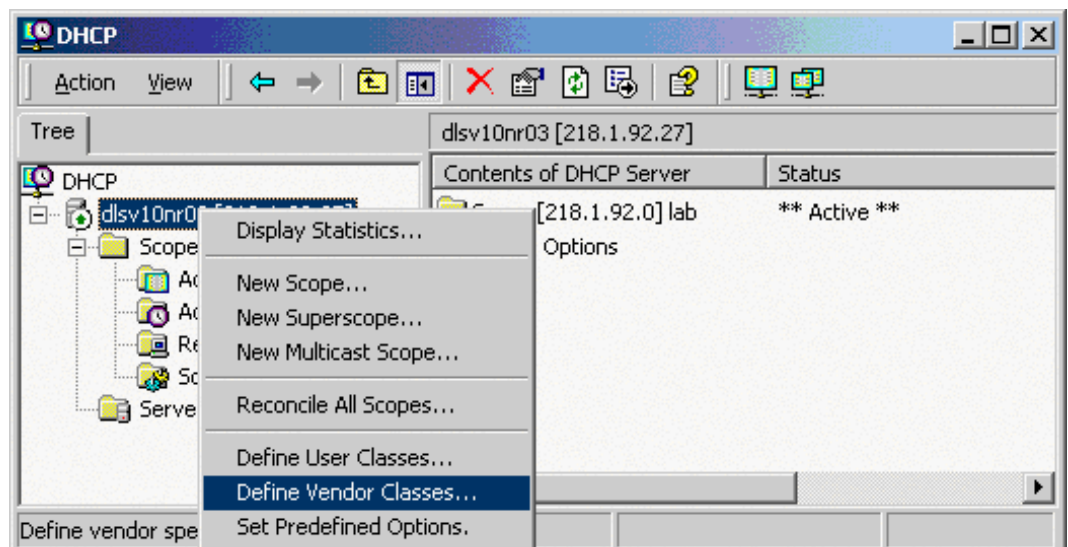 DHCP
Action View
Tree
dlsv10nr03 [218.1.92.27]
DHCP
Contents of DHCP Server Status
[218.1.92.0] lab ** Active **
Options
Scope
Serve
Display Statistics...
New Scope...
New Superscope...
New Multicast Scope...
Reconcile All Scopes...
Define User Classes...
Define Vendor Classes...
Set Predefined Options.
Define vendor spe